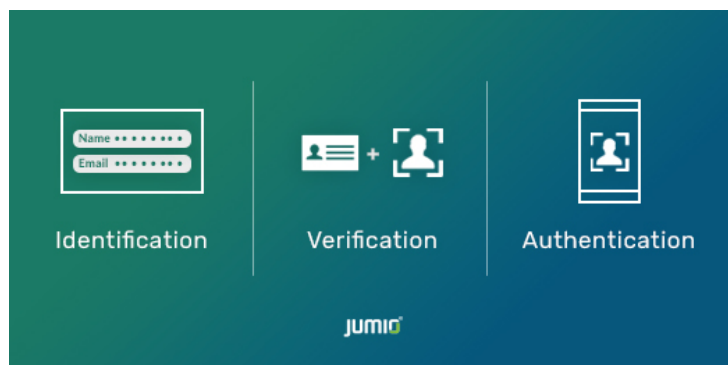 Name ••••••••
Email ••••••••
Identification
Verification
Authentication
jumio